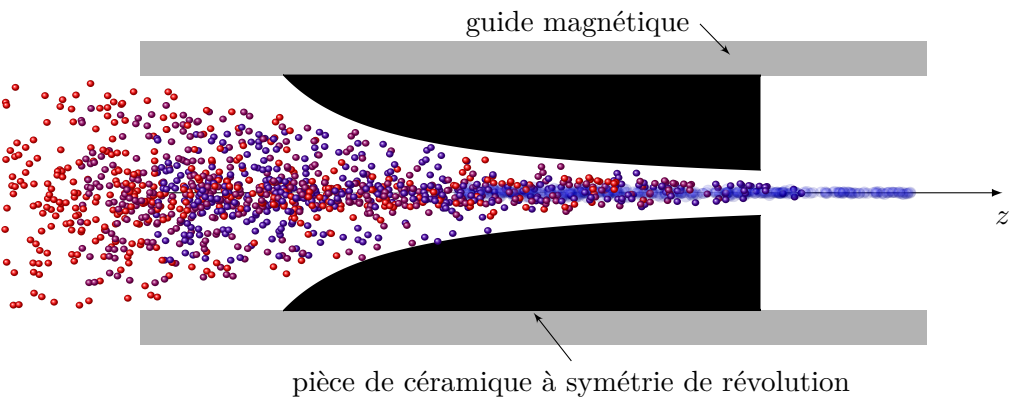 guide magnétique
z
pièce de céramique à symétrie de révolution